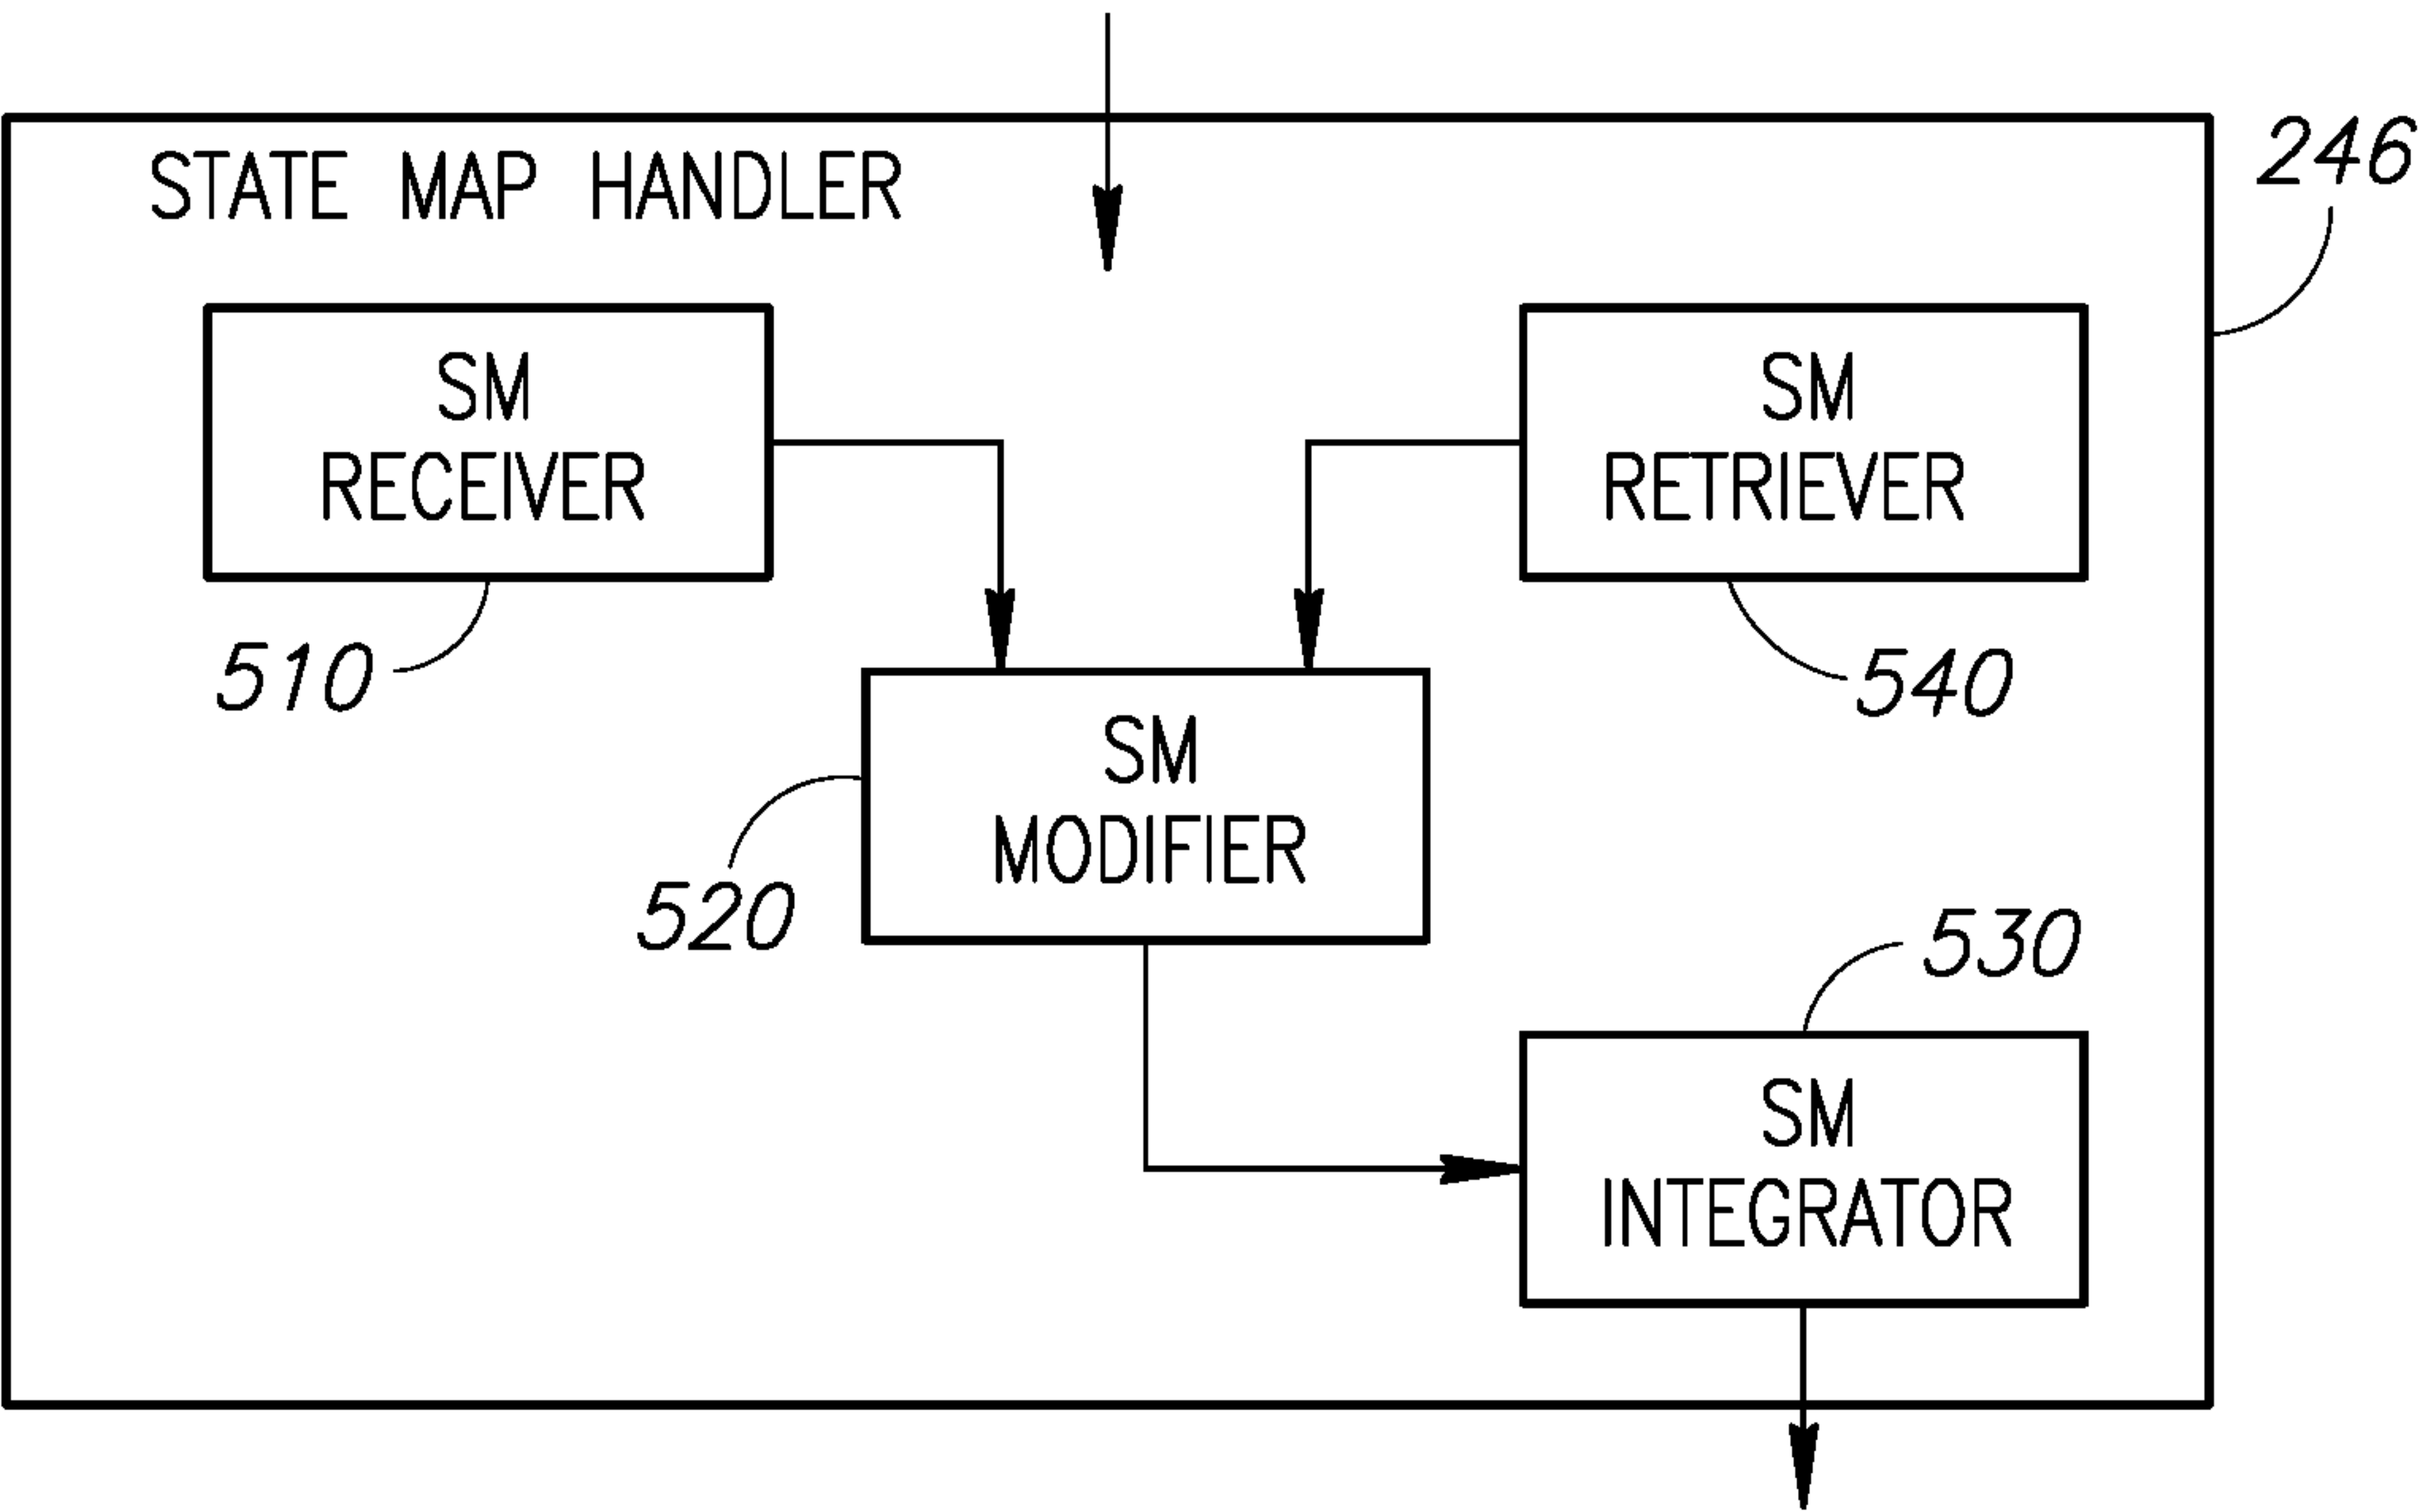 STATE MAP HANDLER
246
SM
RECEIVER
SM
RETRIEVER
510
540
SM
MODIFIER
520
530
SM
INTEGRATOR